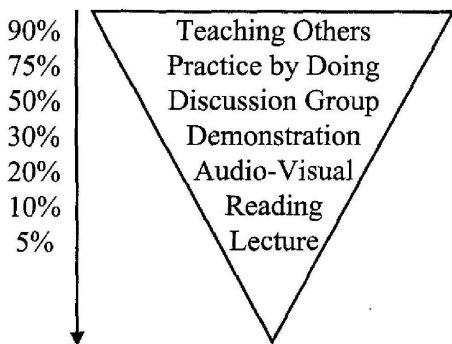 90% Teaching Others
75% Practice by Doing
50% Discussion Group
30% Demonstration
20% Audio-Visual
10% Reading
5% Lecture